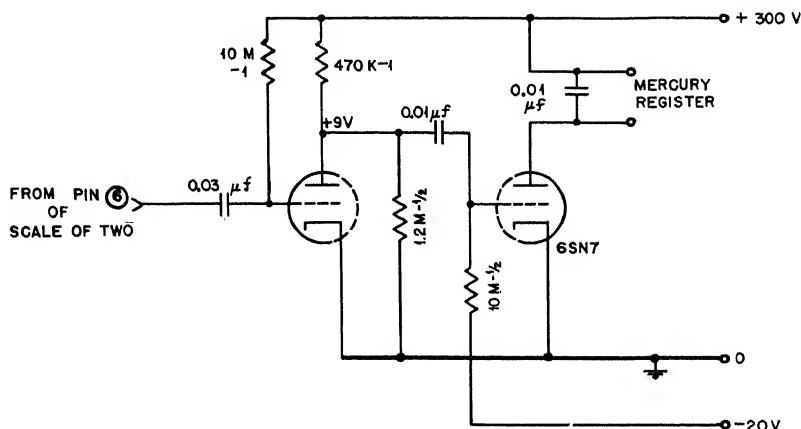 + 300 V
10 M
-1
470 K-1
0.01
μf
MERCURY
REGISTER
+9V
0.01μf
0.03 μf
FROM PIN ⑥
OF
SCALE OF TWO
1.2 M-½
6SN7
10 M-½
0
-20V